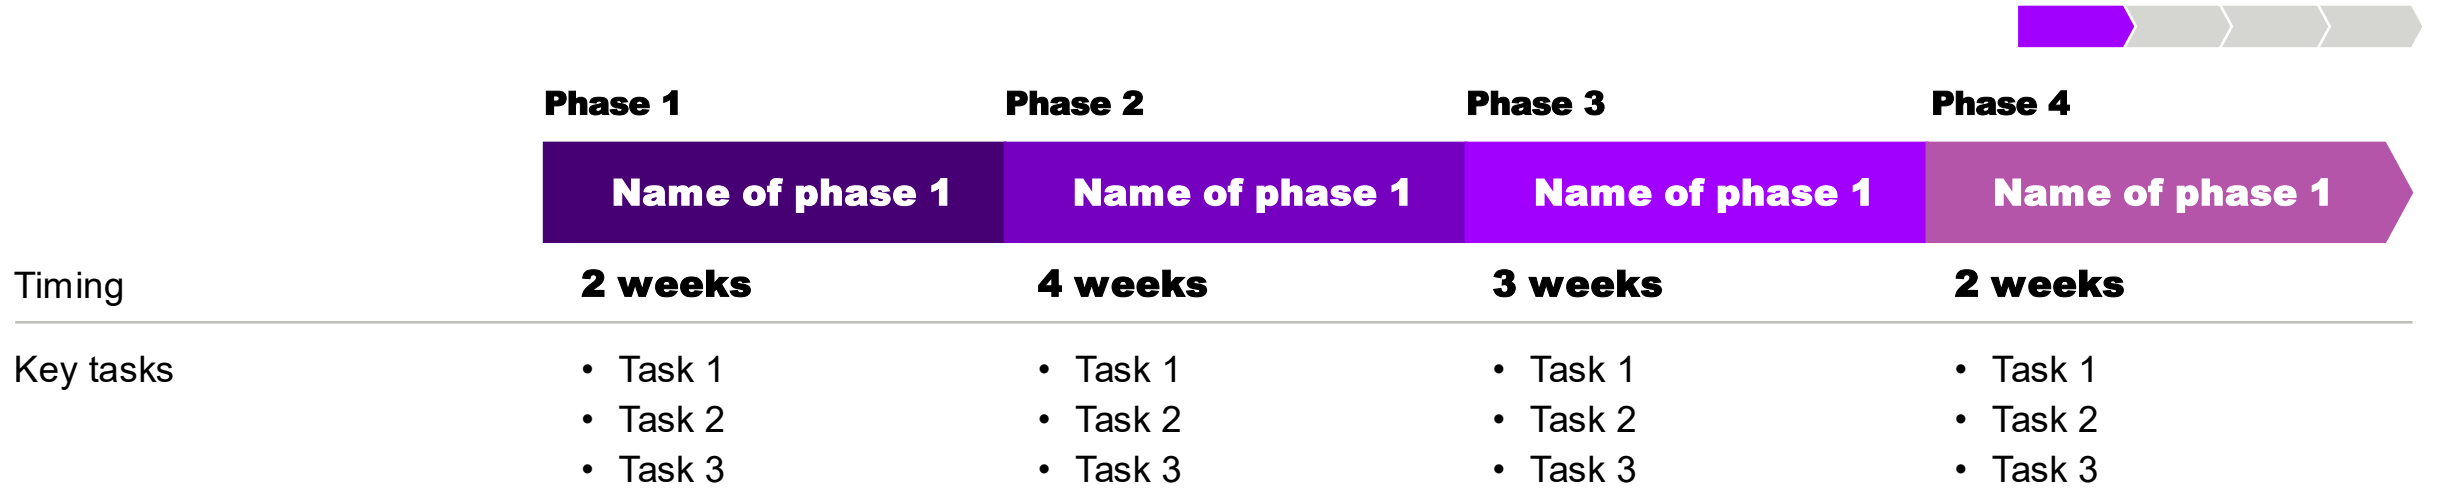 Phase 1 Phase 2 Phase 3 Phase 4
Name of phase 1 Name of phase 1 Name of phase 1 Name of phase 1
Timing 2 weeks 4 weeks 3 weeks 2 weeks
Key tasks • Task 1 • Task 1 • Task 1 • Task 1
• Task 2 • Task 2 • Task 2 • Task 2
• Task 3 • Task 3 • Task 3 • Task 3